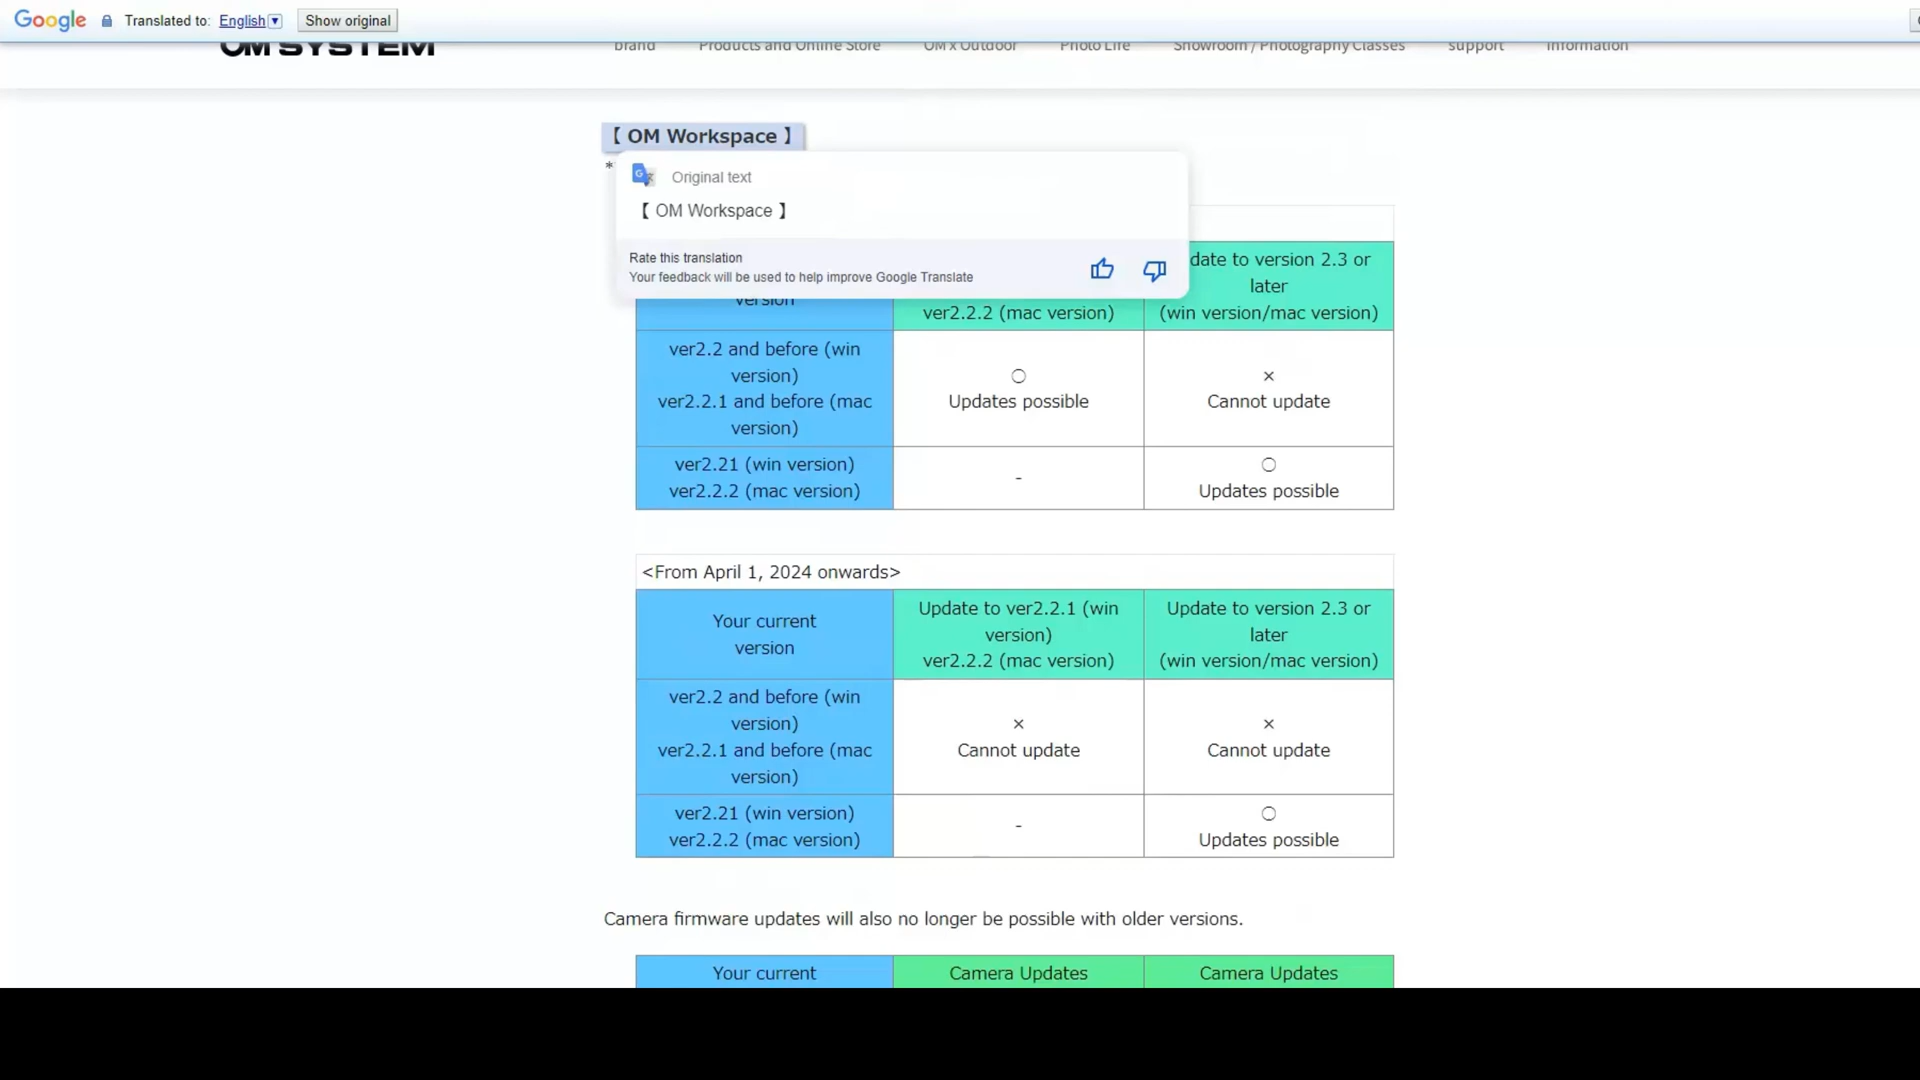 Google Translated to: English Show original
OM SYSTEM brand Products and Online Store OM x Outdoor Photo Life Showroom / Photography Classes support Information
【 OM Workspace 】
*
Original text
【 OM Workspace 】
Rate this translation
Your feedback will be used to help improve Google Translate
version
ver2.2.2 (mac version)
date to version 2.3 or
later
(win version/mac version)
ver2.2 and before (win
version)
ver2.2.1 and before (mac
version)
○
Updates possible
×
Cannot update
ver2.21 (win version)
ver2.2.2 (mac version)
-
○
Updates possible
<From April 1, 2024 onwards>
Your current
version
Update to ver2.2.1 (win
version)
ver2.2.2 (mac version)
Update to version 2.3 or
later
(win version/mac version)
ver2.2 and before (win
version)
ver2.2.1 and before (mac
version)
×
Cannot update
×
Cannot update
ver2.21 (win version)
ver2.2.2 (mac version)
-
○
Updates possible
Camera firmware updates will also no longer be possible with older versions.
Your current
Camera Updates
Camera Updates